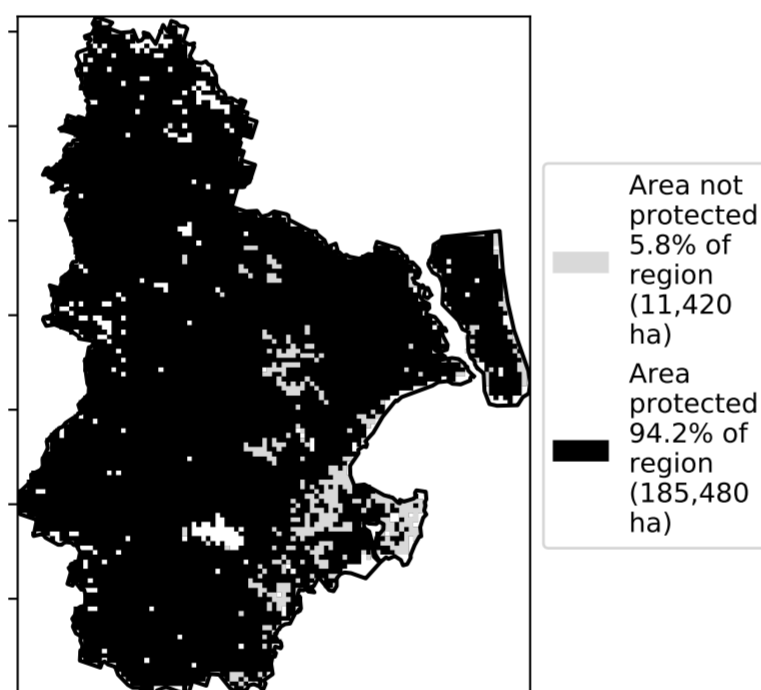 Area not
protected
5.8% of
region
(11,420
ha)
Area
protected
94.2% of
region
(185,480
ha)